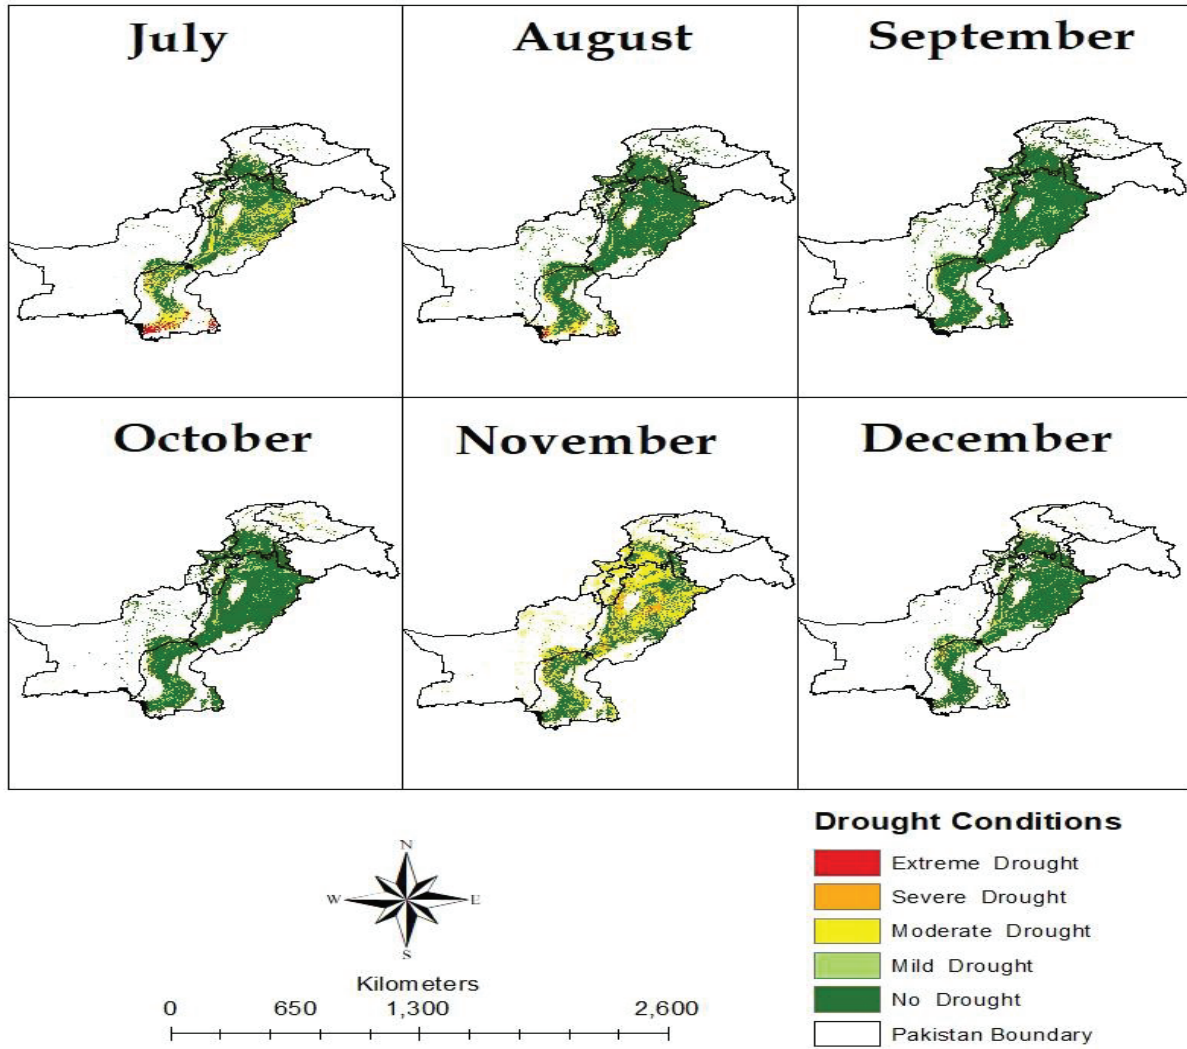 July
August
September
October
November
December
N
W E
S
Kilometers
0 650 1,300 2,600
Drought Conditions
Extreme Drought
Severe Drought
Moderate Drought
Mild Drought
No Drought
Pakistan Boundary